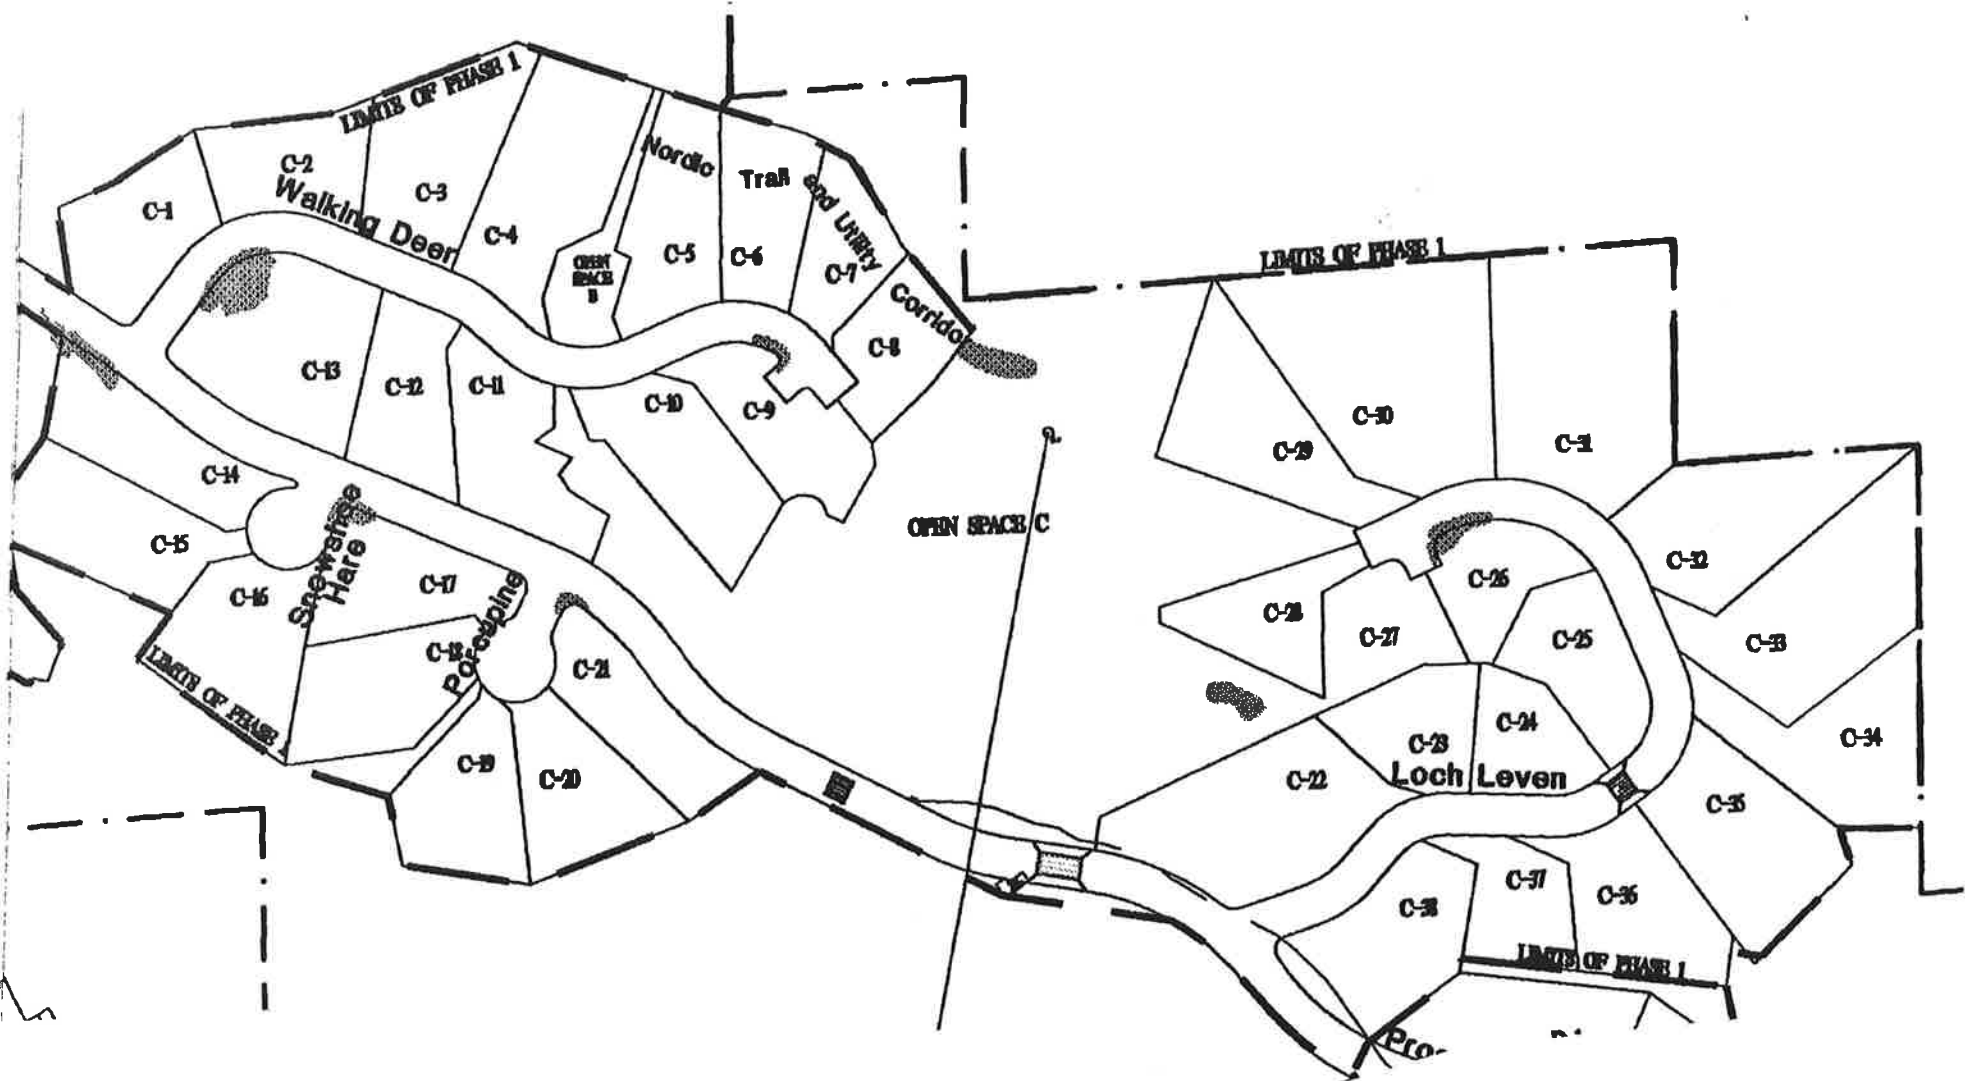 LIMITS OF PHASE 1
C-1
C-2
Walking Deer
C-3
C-4
OPEN
SPACE
B
Nordic
Trail
and Utility
Corrido
C-5
C-6
C-7
C-8
C-13
C-12
C-11
C-10
C-9
C-14
C-15
C-16
Snowshoe
Hare
C-17
C-18
Porcupine
C-21
LIMITS OF PHASE 1
C-19
C-20
OPEN SPACE C
LIMITS OF PHASE 1
C-29
C-30
C-31
C-32
C-33
C-34
C-35
C-26
C-25
C-28
C-27
C-24
C-23
C-22
Loch Leven
C-38
C-37
C-36
LIMITS OF PHASE 1